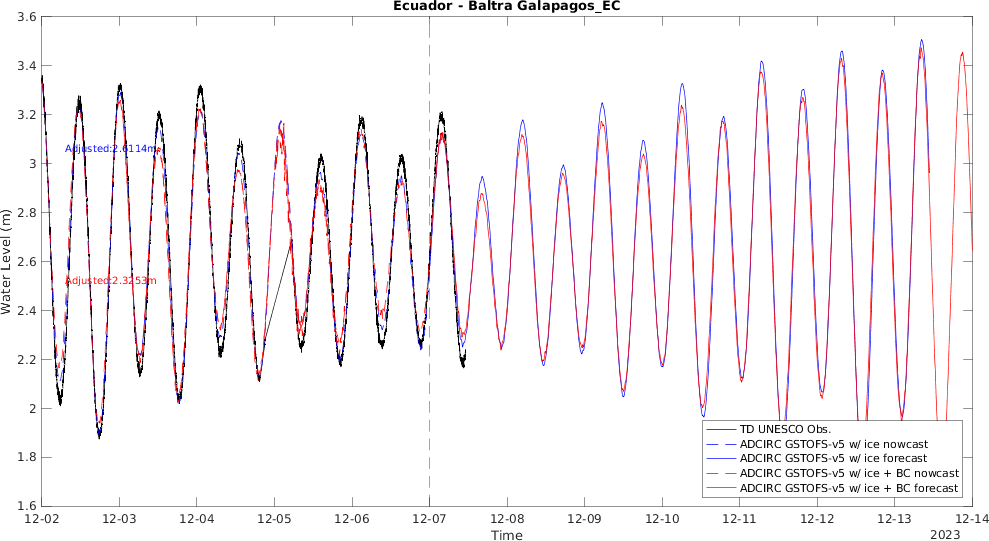 Ecuador - Baltra Galapagos_EC
3.6
3.4
3.2
3
2.8
2.6
2.4
2.2
2
1.8
1.6
Water Level (m)
Adjusted:2.6114m
Adjusted:2.3253m
TD UNESCO Obs.
ADCIRC GSTOFS-v5 w/ ice nowcast
ADCIRC GSTOFS-v5 w/ ice forecast
ADCIRC GSTOFS-v5 w/ ice + BC nowcast
ADCIRC GSTOFS-v5 w/ ice + BC forecast
12-02 12-03 12-04 12-05 12-06 12-07 12-08 12-09 12-10 12-11 12-12 12-13 12-14
Time
2023